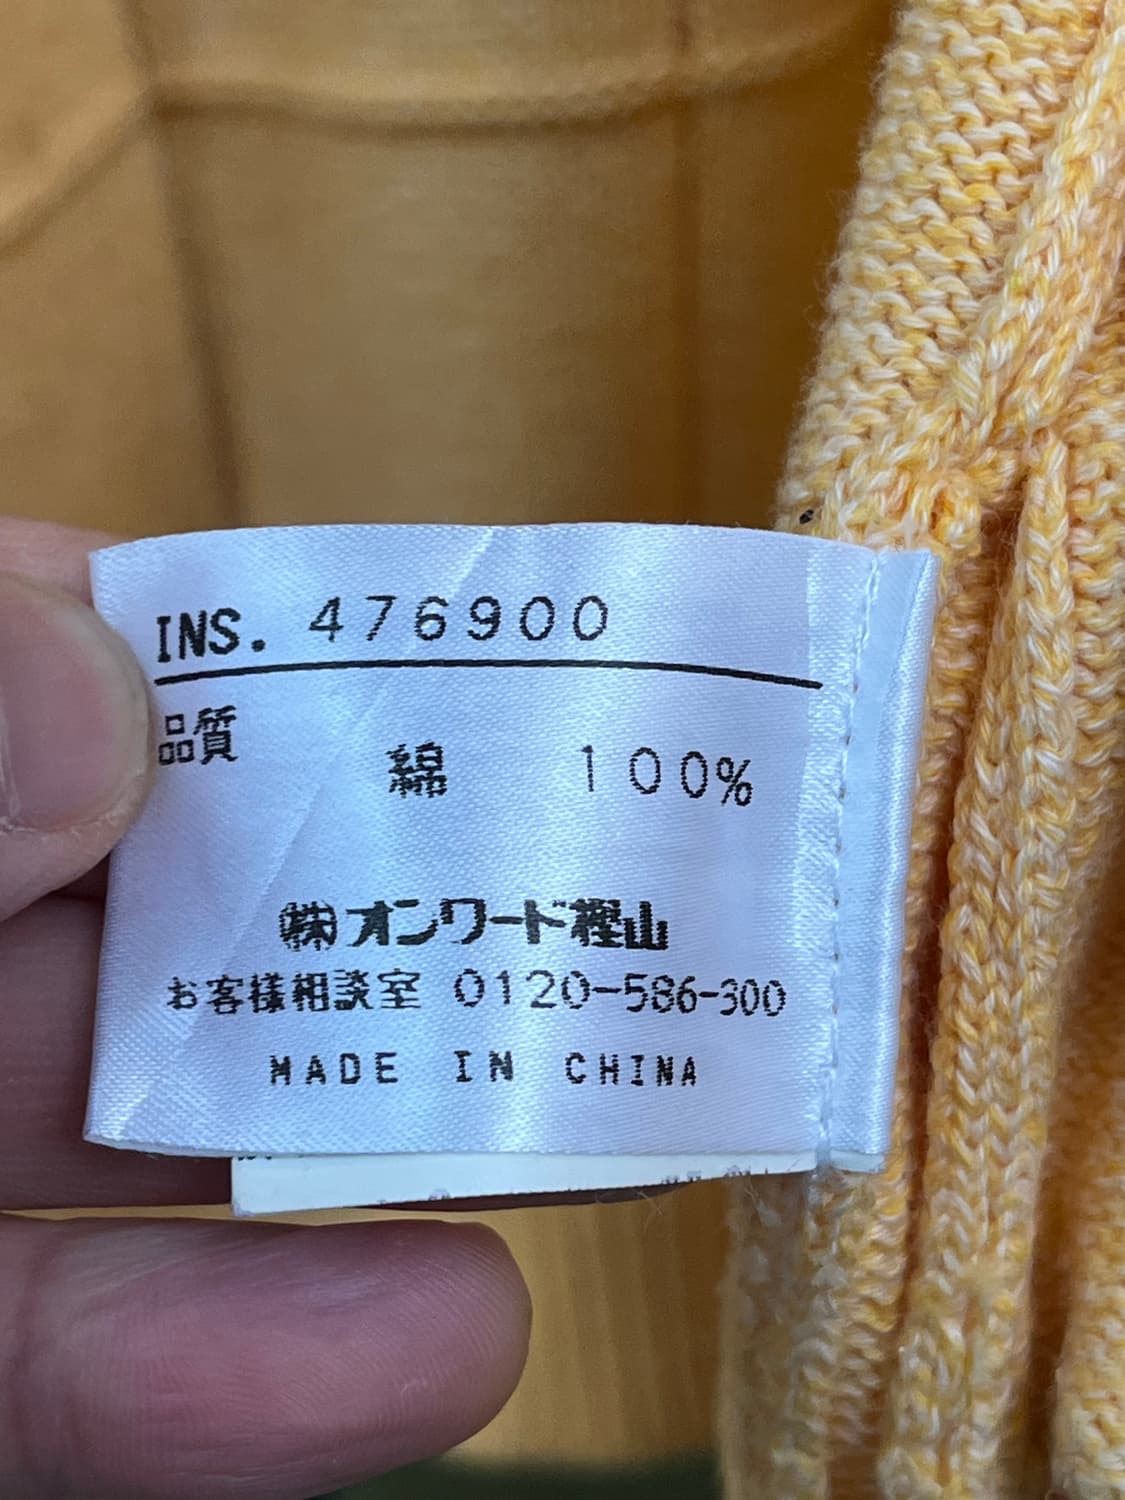 INS. 476900
品質
綿 100%
㈱オンワード樫山
お客様相談室 0120-586-300
MADE IN CHINA